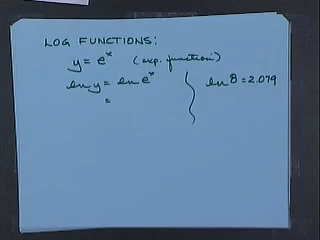 LOG FUNCTIONS:
y = e^x (exp. function)
ln y = ln e^x
=
ln 8 = 2.079